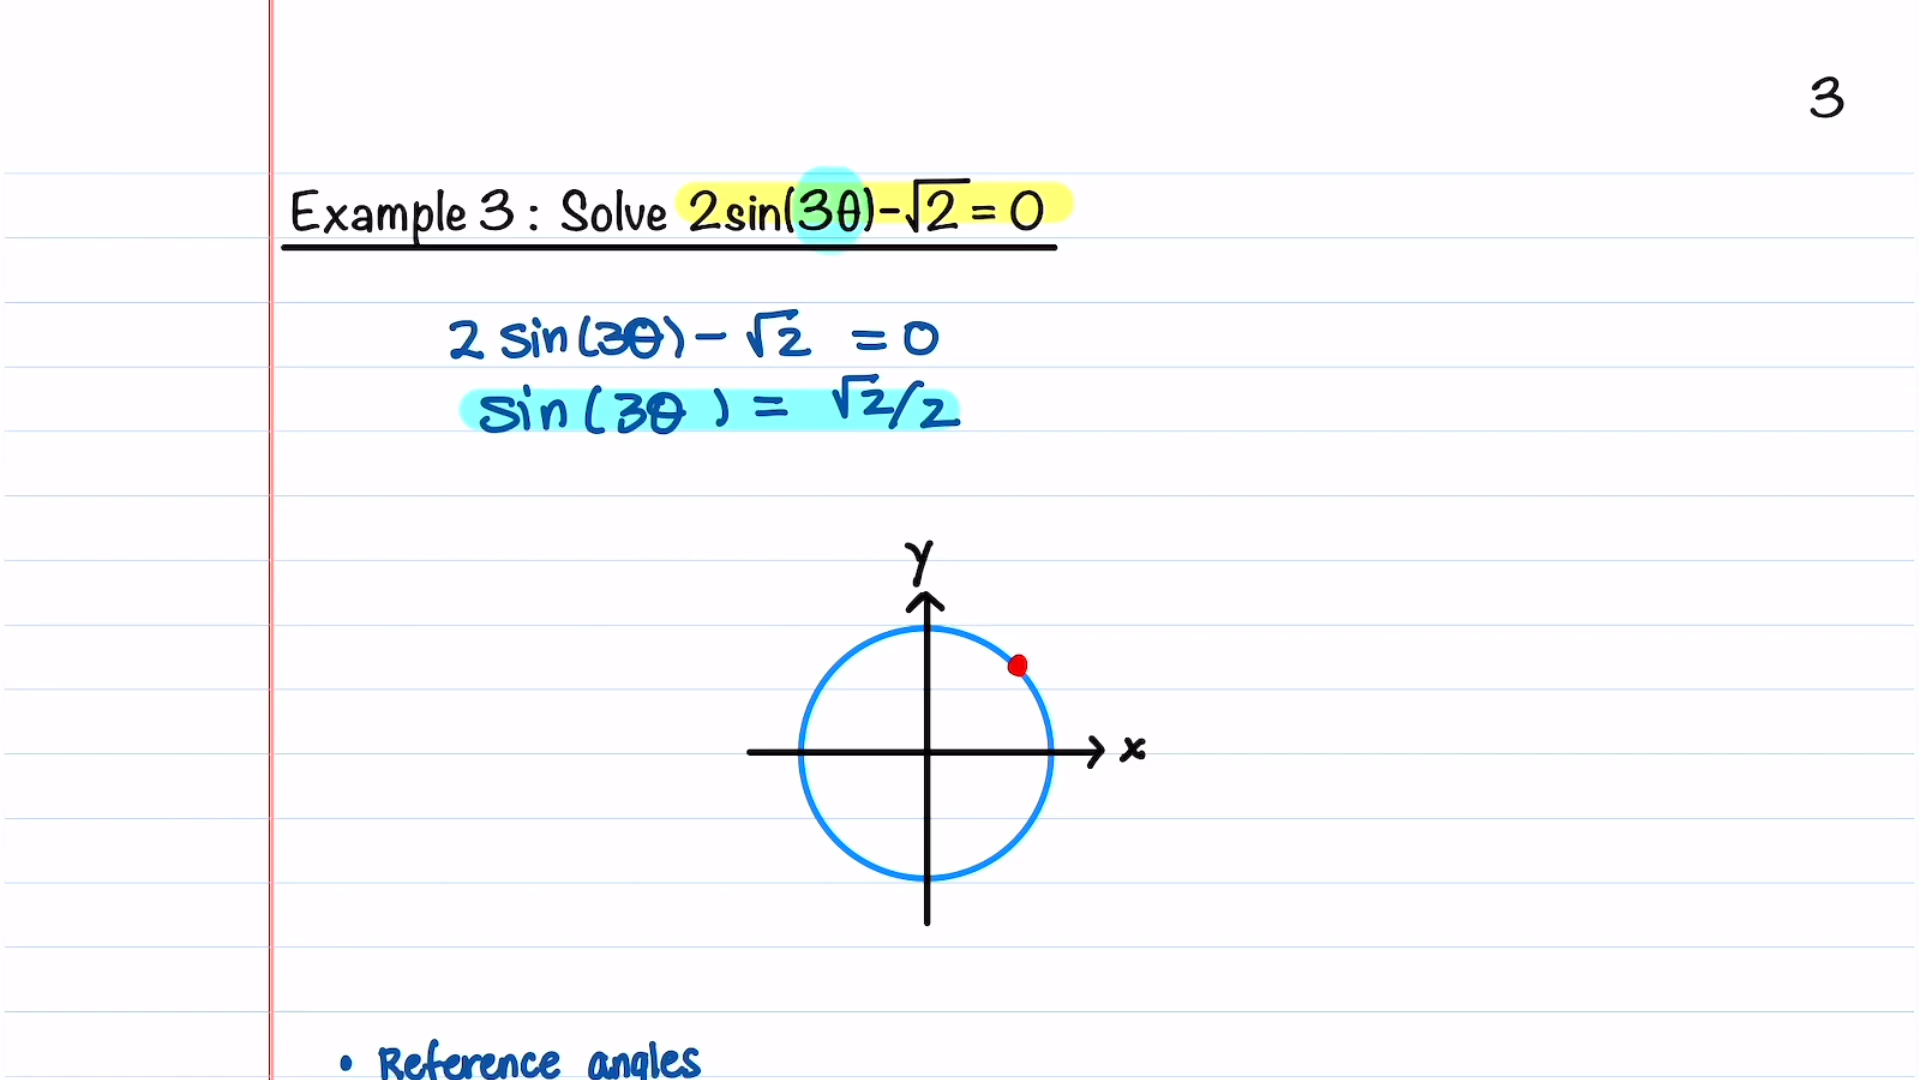 3
Example 3: Solve 2sin(3θ)-√2=0
2 sin(3θ)-√2 =0
sin(3θ) = √2/2
y
x
• Reference angles